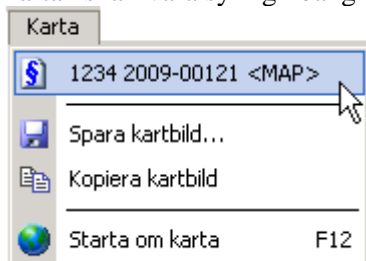 Karta
1234 2009-00121 <MAP>
Spara kartbild...
Kopiera kartbild
Starta om karta F12